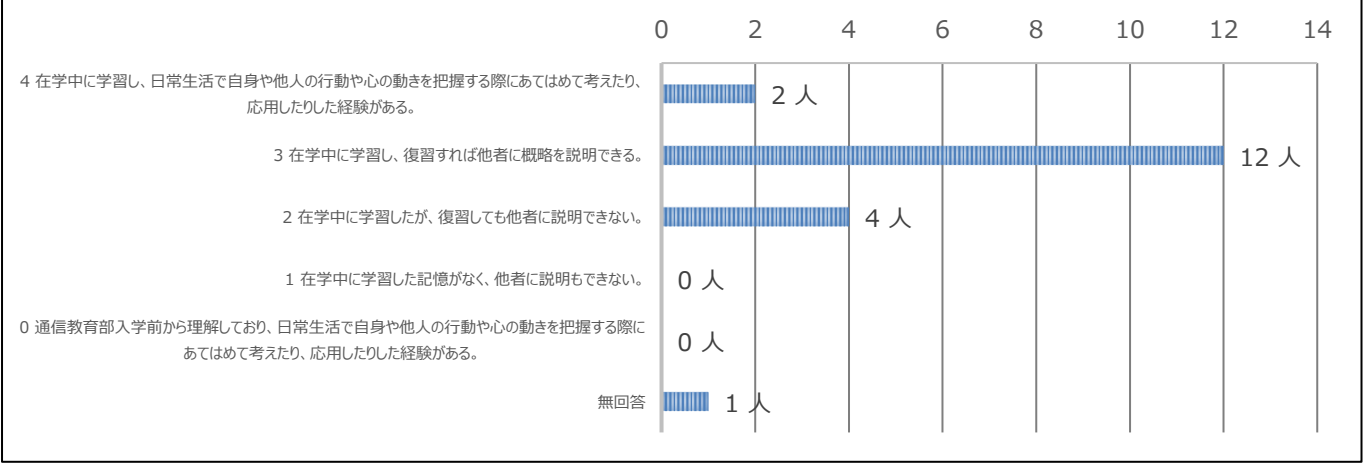 0 2 4 6 8 10 12 14
4 在学中に学習し、日常生活で自身や他人の行動や心の動きを把握する際にあてはめて考えたり、
応用したりした経験がある。
2 人
3 在学中に学習し、復習すれば他者に概略を説明できる。
12 人
2 在学中に学習したが、復習しても他者に説明できない。
4 人
1 在学中に学習した記憶がなく、他者に説明もできない。
0 人
0 通信教育部入学前から理解しており、日常生活で自身や他人の行動や心の動きを把握する際に
あてはめて考えたり、応用したりした経験がある。
0 人
無回答
1 人